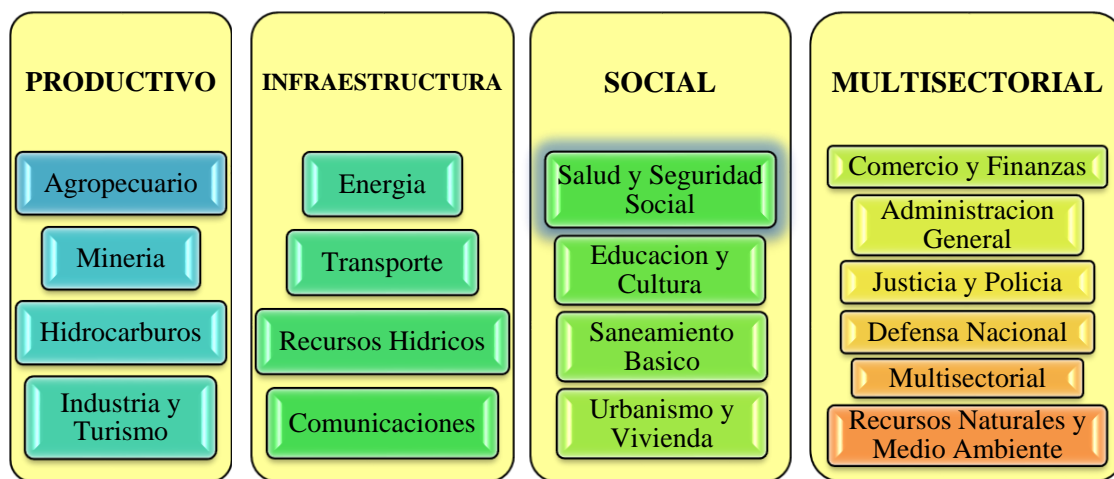 PRODUCTIVO
Agropecuario
Mineria
Hidrocarburos
Industria y
Turismo
INFRAESTRUCTURA
Energia
Transporte
Recursos Hidricos
Comunicaciones
SOCIAL
Salud y Seguridad
Social
Educacion y
Cultura
Saneamiento
Basico
Urbanismo y
Vivienda
MULTISECTORIAL
Comercio y Finanzas
Administracion
General
Justicia y Policia
Defensa Nacional
Multisectorial
Recursos Naturales y
Medio Ambiente